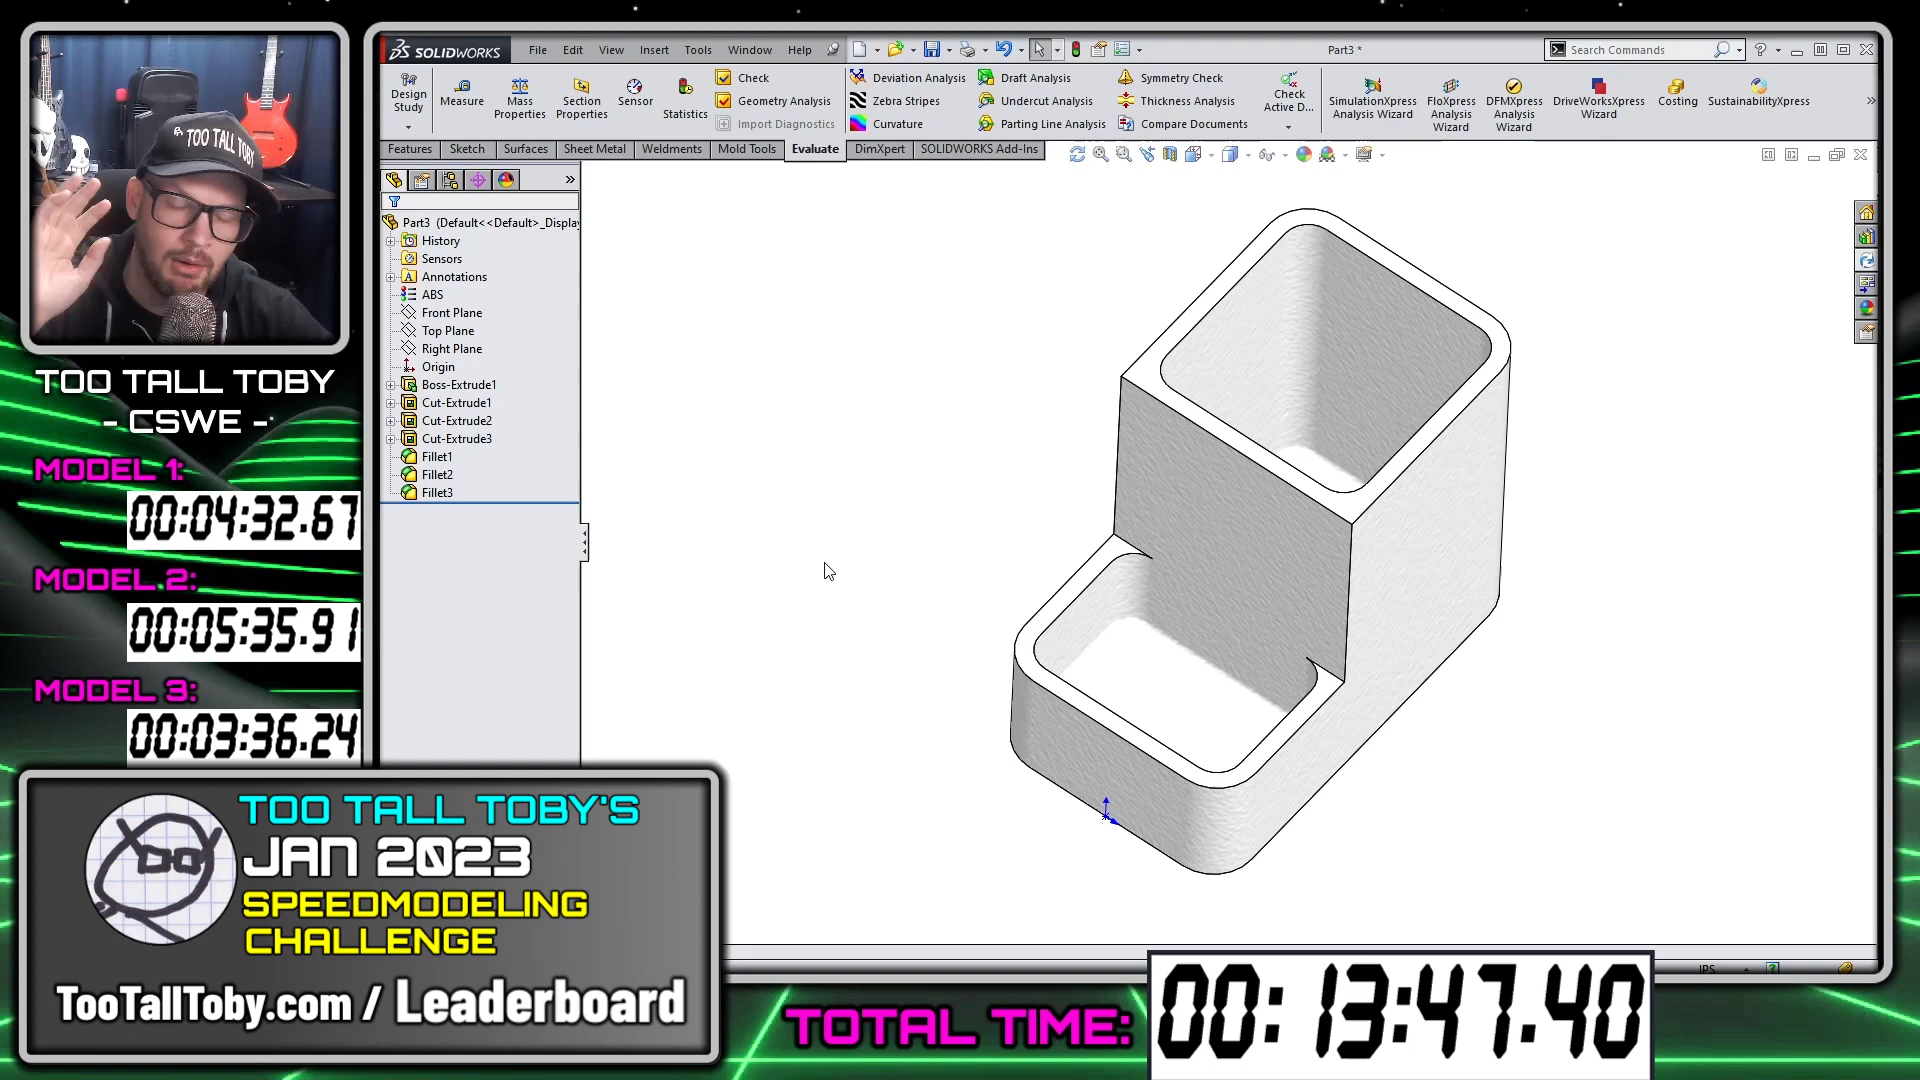 TOO TALL TOBY
TOO TALL TOBY
- CSWE -
MODEL 1:
00:04:32.67
MODEL 2:
00:05:35.91
MODEL 3:
00:03:36.24
TOO TALL TOBY'S
JAN 2023
SPEEDMODELING
CHALLENGE
TooTallToby.com / Leaderboard
TOTAL TIME:
00:13:47.40
SOLIDWORKS
File Edit View Insert Tools Window Help
Part3 *
Search Commands
Design Study
Measure
Mass Properties
Section Properties
Sensor
Statistics
Check
Geometry Analysis
Import Diagnostics
Deviation Analysis
Zebra Stripes
Curvature
Draft Analysis
Undercut Analysis
Parting Line Analysis
Symmetry Check
Thickness Analysis
Compare Documents
Check Active D...
SimulationXpress Analysis Wizard
FloXpress Analysis Wizard
DFMXpress Analysis Wizard
DriveWorksXpress Wizard
Costing
SustainabilityXpress
Features Sketch Surfaces Sheet Metal Weldments Mold Tools Evaluate DimXpert SOLIDWORKS Add-Ins
Part3 (Default<<Default>_Display
History
Sensors
Annotations
ABS
Front Plane
Top Plane
Right Plane
Origin
Boss-Extrude1
Cut-Extrude1
Cut-Extrude2
Cut-Extrude3
Fillet1
Fillet2
Fillet3
IPS